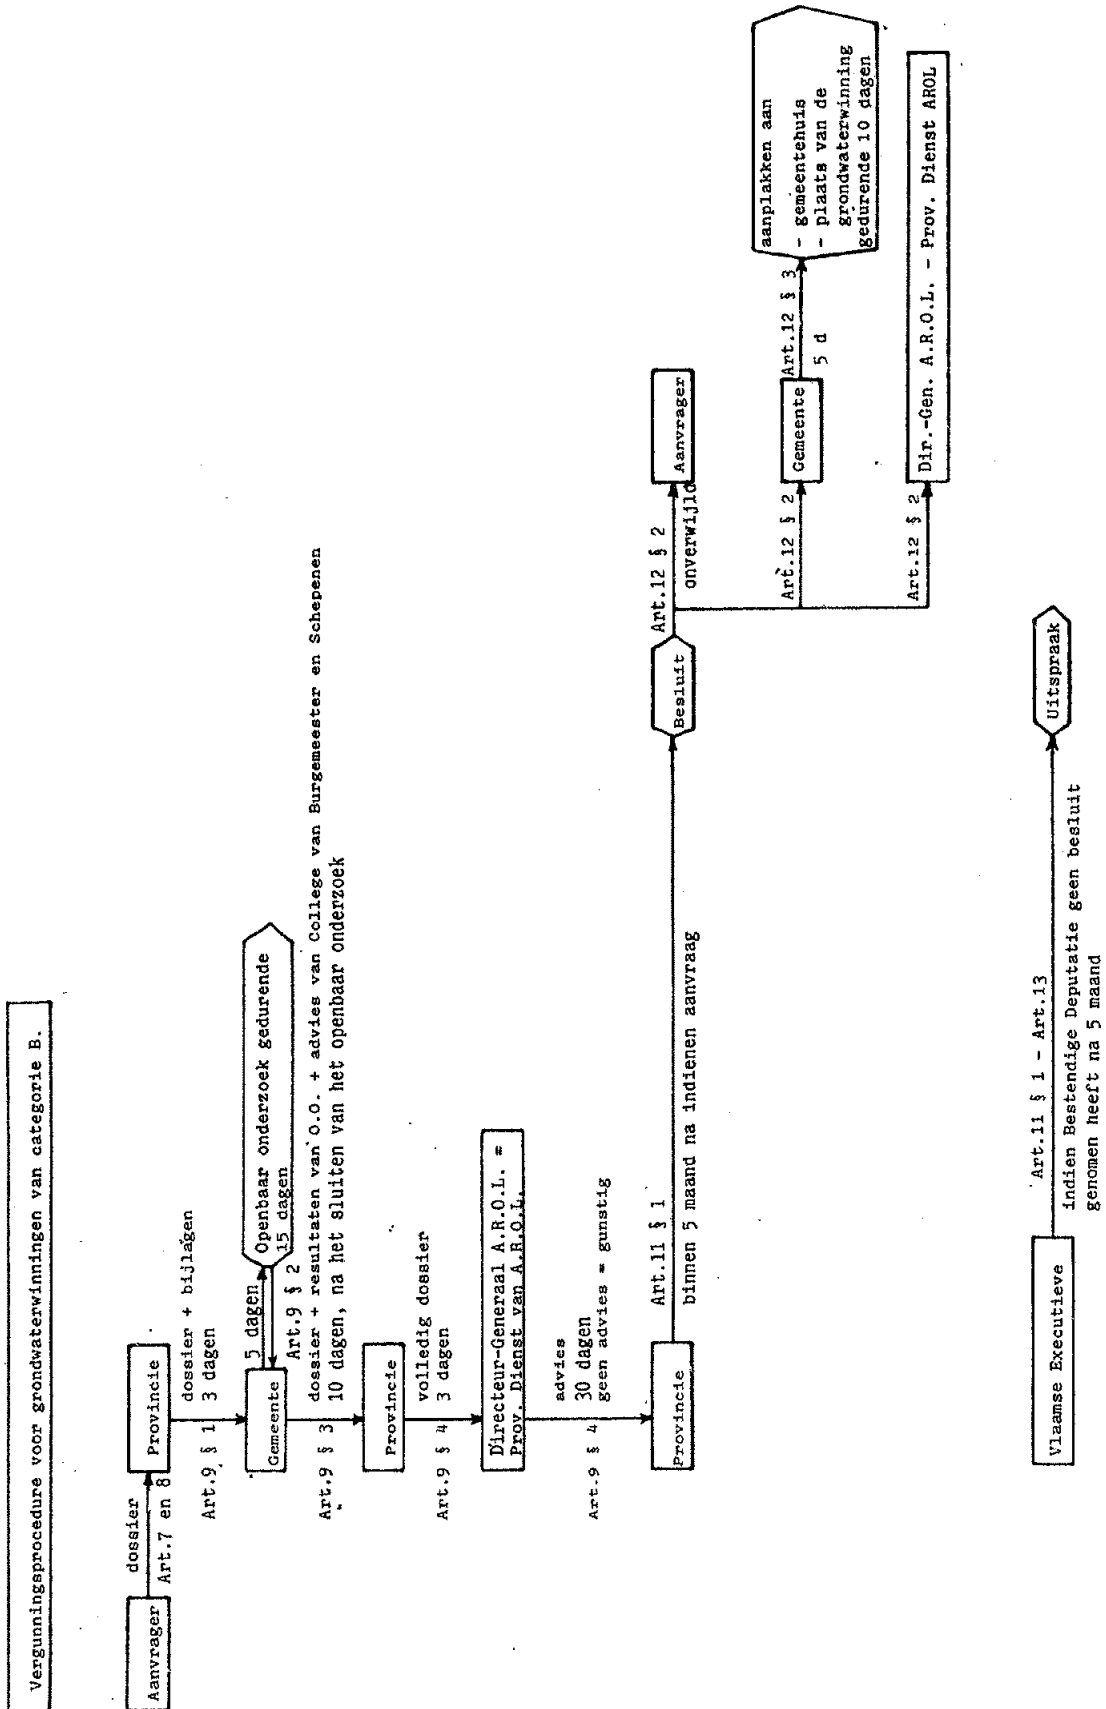 Vergunningsprocedure voor grondwaterwinningen van categorie B.
Aanvrager
dossier
Art.7 en 8
Provincie
Art.9 § 1
dossier + bijlagen
3 dagen
Gemeente
5 dagen
Art.9 § 2
Openbaar onderzoek gedurende
15 dagen
Art.9 § 3
dossier + resultaten van O.O. + advies van College van Burgemeester en Schepenen
10 dagen, na het sluiten van het openbaar onderzoek
Provincie
Art.9 § 4
volledig dossier
3 dagen
Directeur-Generaal A.R.O.L. =
Prov. Dienst van A.R.O.L.
Art.9 § 4
advies
30 dagen
geen advies = gunstig
Provincie
Art.11 § 1
binnen 5 maand na indienen aanvraag
Besluit
Art.12 § 2
onverwijld
Aanvrager
Art.12 § 2
Gemeente
Art.12 § 3
5 d
aanplakken aan
- gemeentehuis
- plaats van de
grondwaterwinning
gedurende 10 dagen
Art.12 § 2
Dir.-Gen. A.R.O.L. - Prov. Dienst AROL
Vlaamse Executieve
Art.11 § 1 - Art.13
indien Bestendige Deputatie geen besluit
genomen heeft na 5 maand
Uitspraak